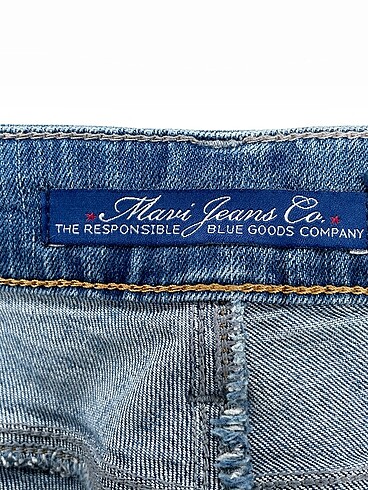 Mavi Jeans Co.
THE RESPONSIBLE BLUE GOODS COMPANY